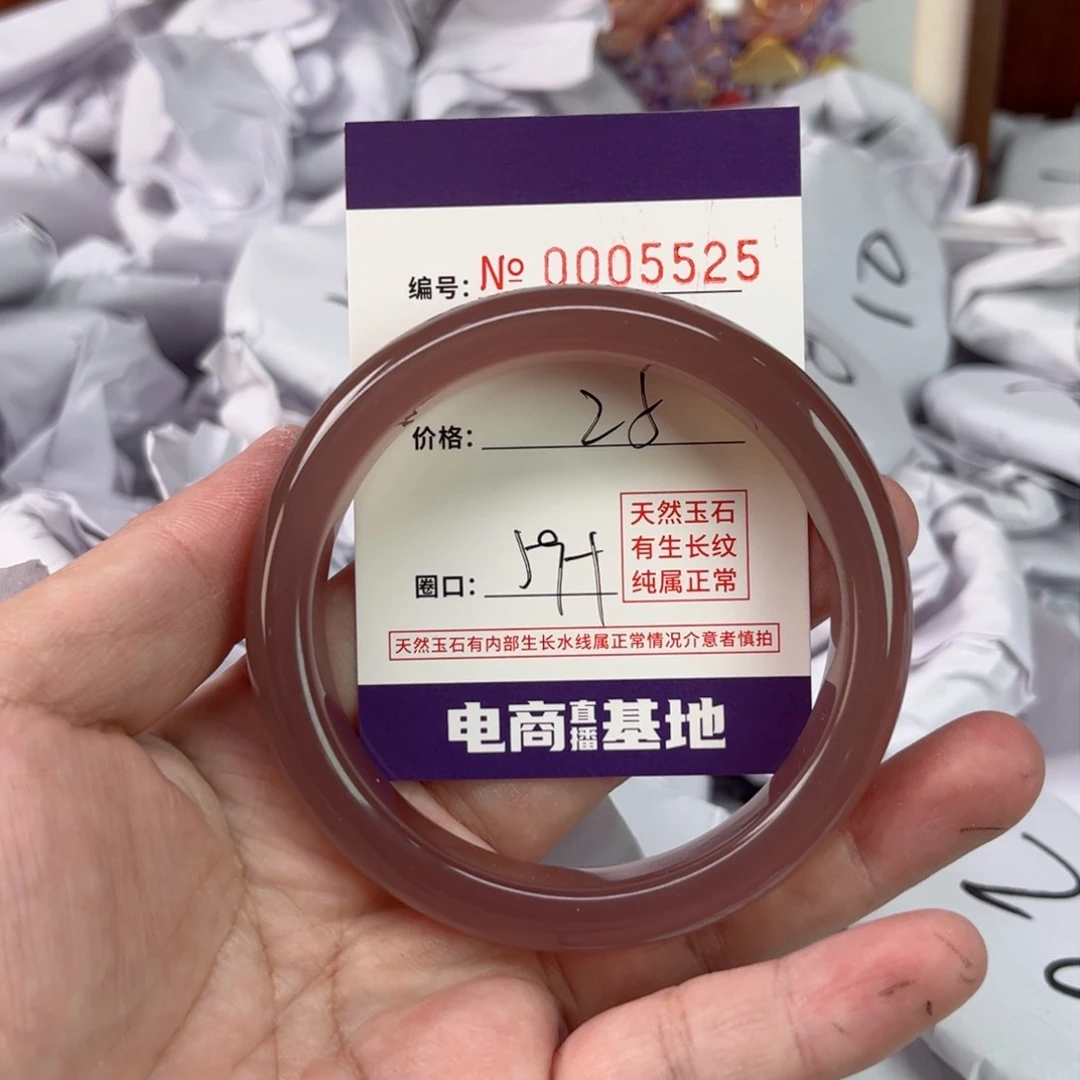 编号: № 0005525
价格: 28
圈口:
天然玉石
有生长纹
纯属正常
天然玉石有内部生长水线属正常情况介意者慎拍
电商直播基地
10